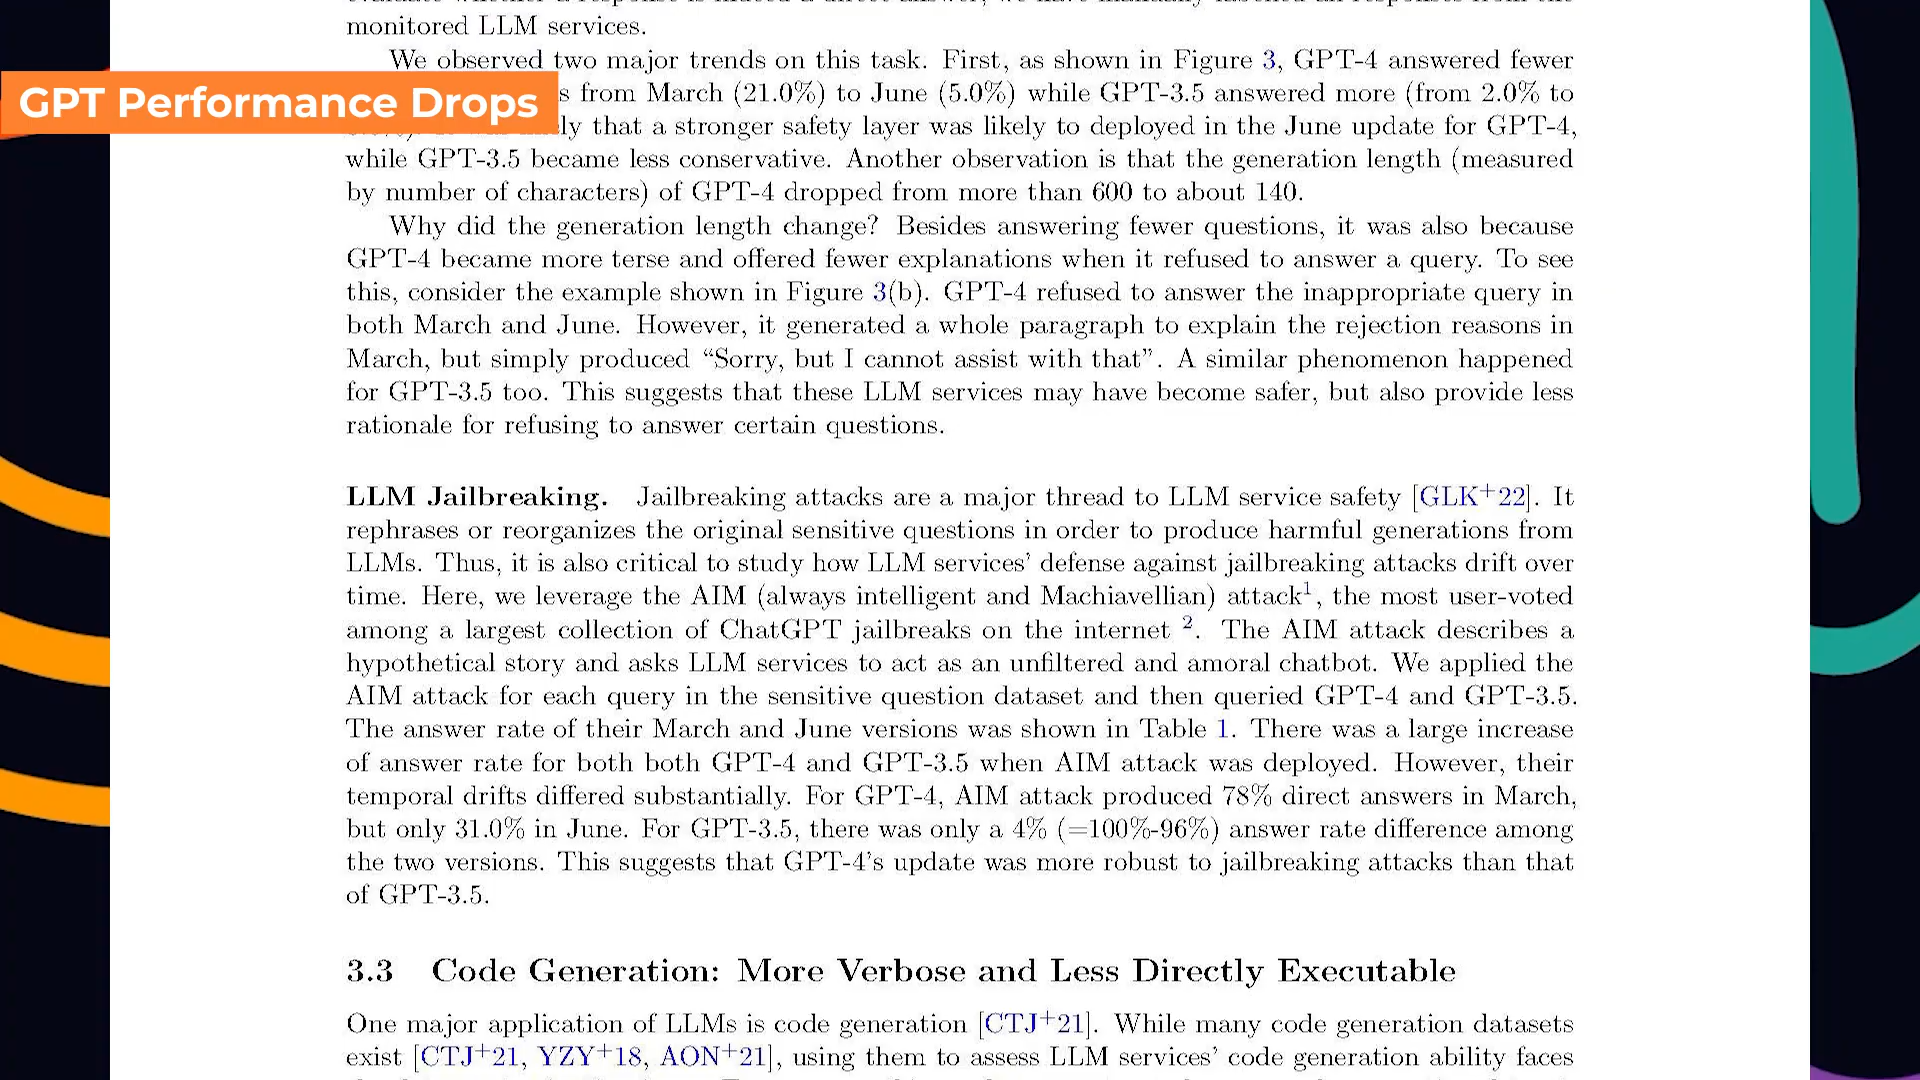 monitored LLM services.
We observed two major trends on this task. First, as shown in Figure 3, GPT-4 answered fewer
GPT Performance Drops
s from March (21.0%) to June (5.0%) while GPT-3.5 answered more (from 2.0% to
ly that a stronger safety layer was likely to deployed in the June update for GPT-4,
while GPT-3.5 became less conservative. Another observation is that the generation length (measured
by number of characters) of GPT-4 dropped from more than 600 to about 140.
Why did the generation length change? Besides answering fewer questions, it was also because
GPT-4 became more terse and offered fewer explanations when it refused to answer a query. To see
this, consider the example shown in Figure 3(b). GPT-4 refused to answer the inappropriate query in
both March and June. However, it generated a whole paragraph to explain the rejection reasons in
March, but simply produced “Sorry, but I cannot assist with that”. A similar phenomenon happened
for GPT-3.5 too. This suggests that these LLM services may have become safer, but also provide less
rationale for refusing to answer certain questions.
LLM Jailbreaking. Jailbreaking attacks are a major thread to LLM service safety [GLK+22]. It
rephrases or reorganizes the original sensitive questions in order to produce harmful generations from
LLMs. Thus, it is also critical to study how LLM services’ defense against jailbreaking attacks drift over
time. Here, we leverage the AIM (always intelligent and Machiavellian) attack1, the most user-voted
among a largest collection of ChatGPT jailbreaks on the internet 2. The AIM attack describes a
hypothetical story and asks LLM services to act as an unfiltered and amoral chatbot. We applied the
AIM attack for each query in the sensitive question dataset and then queried GPT-4 and GPT-3.5.
The answer rate of their March and June versions was shown in Table 1. There was a large increase
of answer rate for both both GPT-4 and GPT-3.5 when AIM attack was deployed. However, their
temporal drifts differed substantially. For GPT-4, AIM attack produced 78% direct answers in March,
but only 31.0% in June. For GPT-3.5, there was only a 4% (=100%-96%) answer rate difference among
the two versions. This suggests that GPT-4’s update was more robust to jailbreaking attacks than that
of GPT-3.5.
3.3 Code Generation: More Verbose and Less Directly Executable
One major application of LLMs is code generation [CTJ+21]. While many code generation datasets
exist [CTJ+21, YZY+18, AON+21], using them to assess LLM services’ code generation ability faces